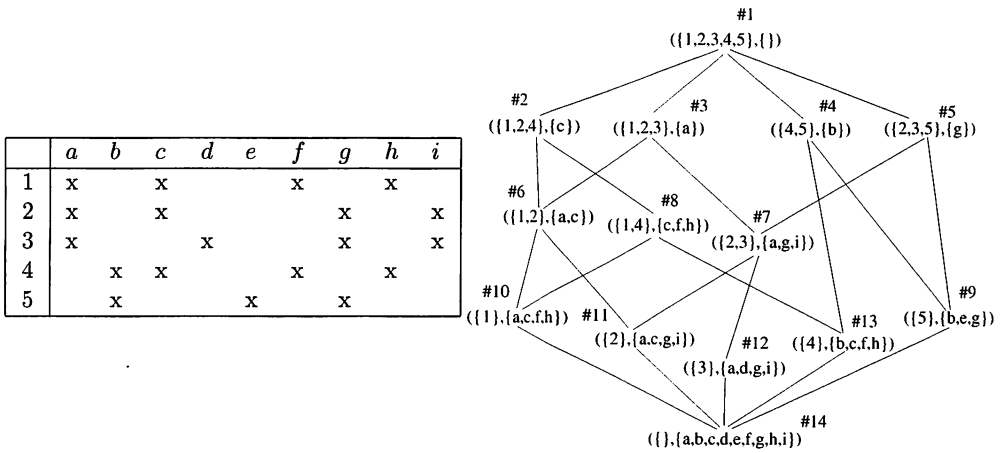 a b c d e f g h i
1 x x x x
2 x x x x
3 x x x x
4 x x x x
5 x x x
#1
({1,2,3,4,5},{})
#2 #3 #4 #5
({1,2,4},{c}) ({1,2,3},{a}) ({4,5},{b}) ({2,3,5},{g})
#6 #8 #7
({1,2},{a,c}) ({1,4},{c,f,h}) ({2,3},{a,g,i})
#10 #11 #12 #13 #9
({1},{a,c,f,h}) ({2},{a,c,g,i}) ({3},{a,d,g,i}) ({4},{b,c,f,h}) ({5},{b,e,g})
#14
({},{a,b,c,d,e,f,g,h,i})